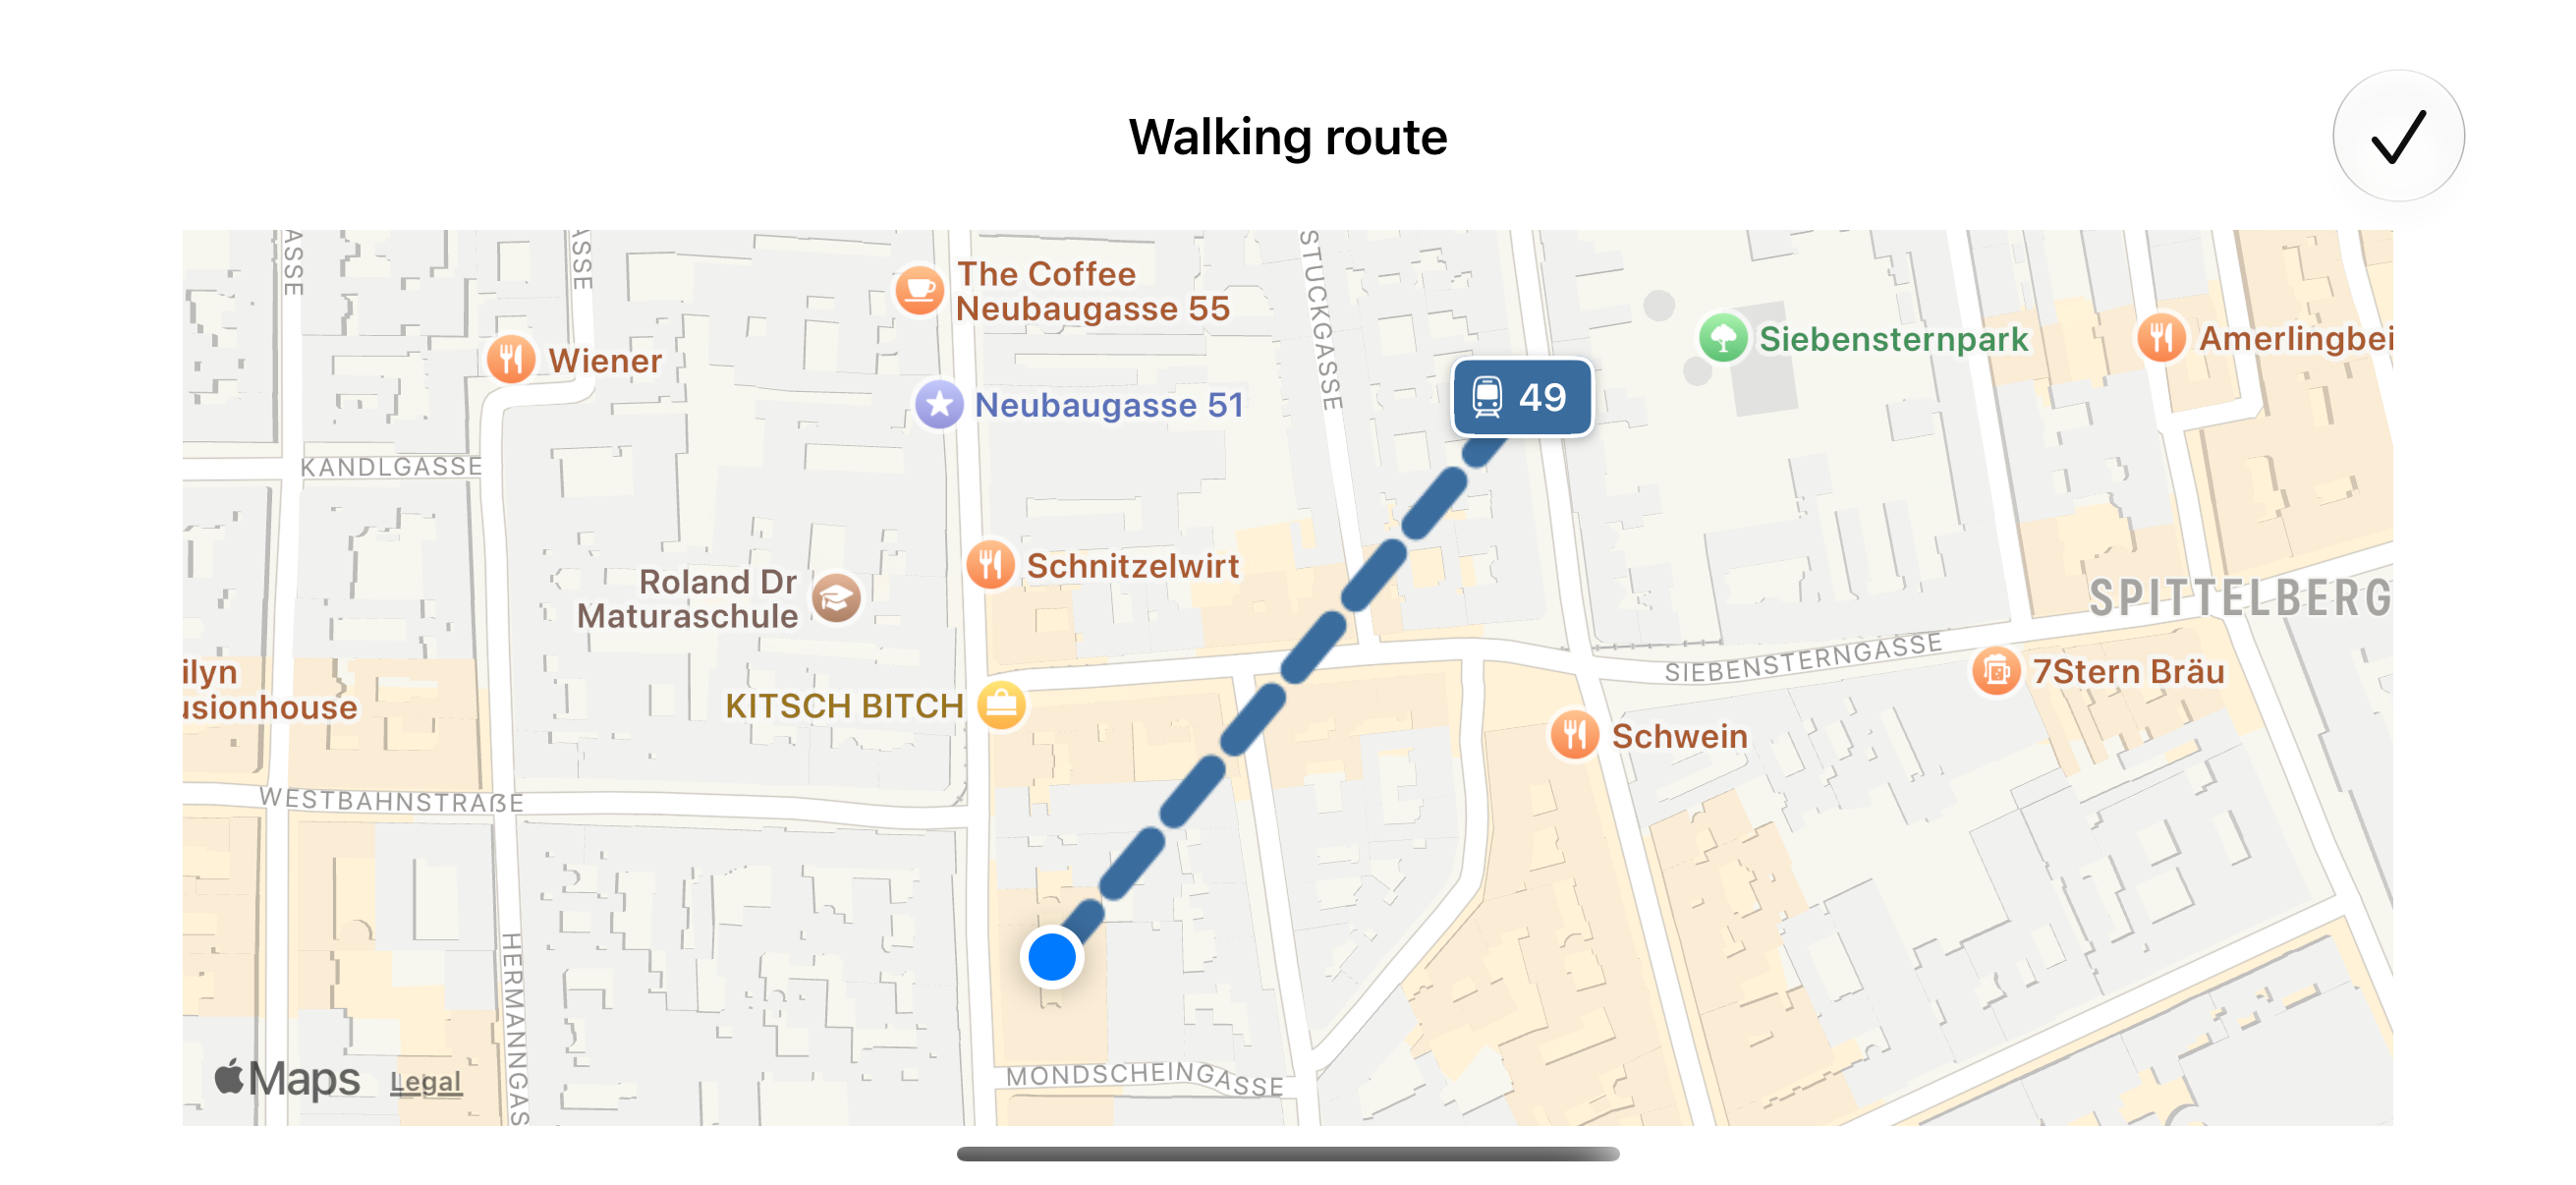 Walking route
ASSE
ASSE
STUCKGASSE
The Coffee
Neubaugasse 55
Siebensternpark
Amerlingbei
Wiener
Neubaugasse 51
49
KANDLGASSE
Schnitzelwirt
Roland Dr
Maturaschule
SPITTELBERG
SIEBENSTERNGASSE
7Stern Bräu
ilyn
usionhouse
KITSCH BITCH
Schwein
WESTBAHNSTRAßE
HERMANNGAS
MONDSCHEINGASSE
Maps
Legal